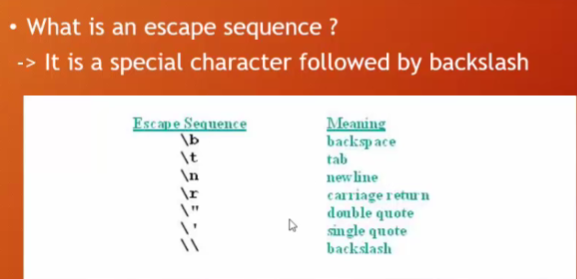 • What is an escape sequence ?
-> It is a special character followed by backslash
Escape Sequence Meaning
\b backspace
\t tab
\n newline
\r carriage return
\" double quote
\' single quote
\\ backslash